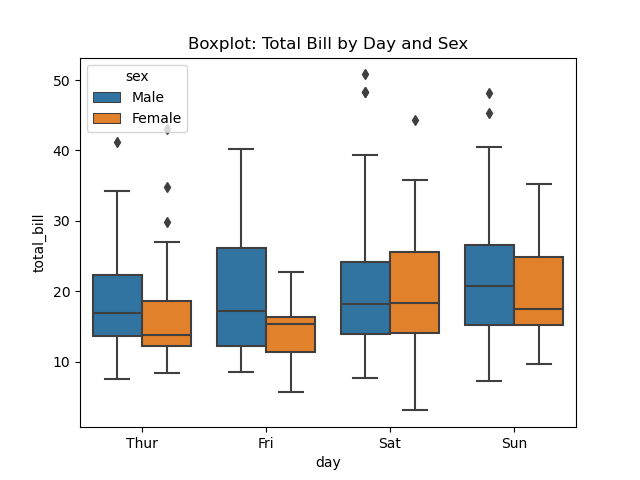 Boxplot: Total Bill by Day and Sex
sex
Male
Female
50
40
30
20
10
total_bill
Thur
Fri
Sat
Sun
day